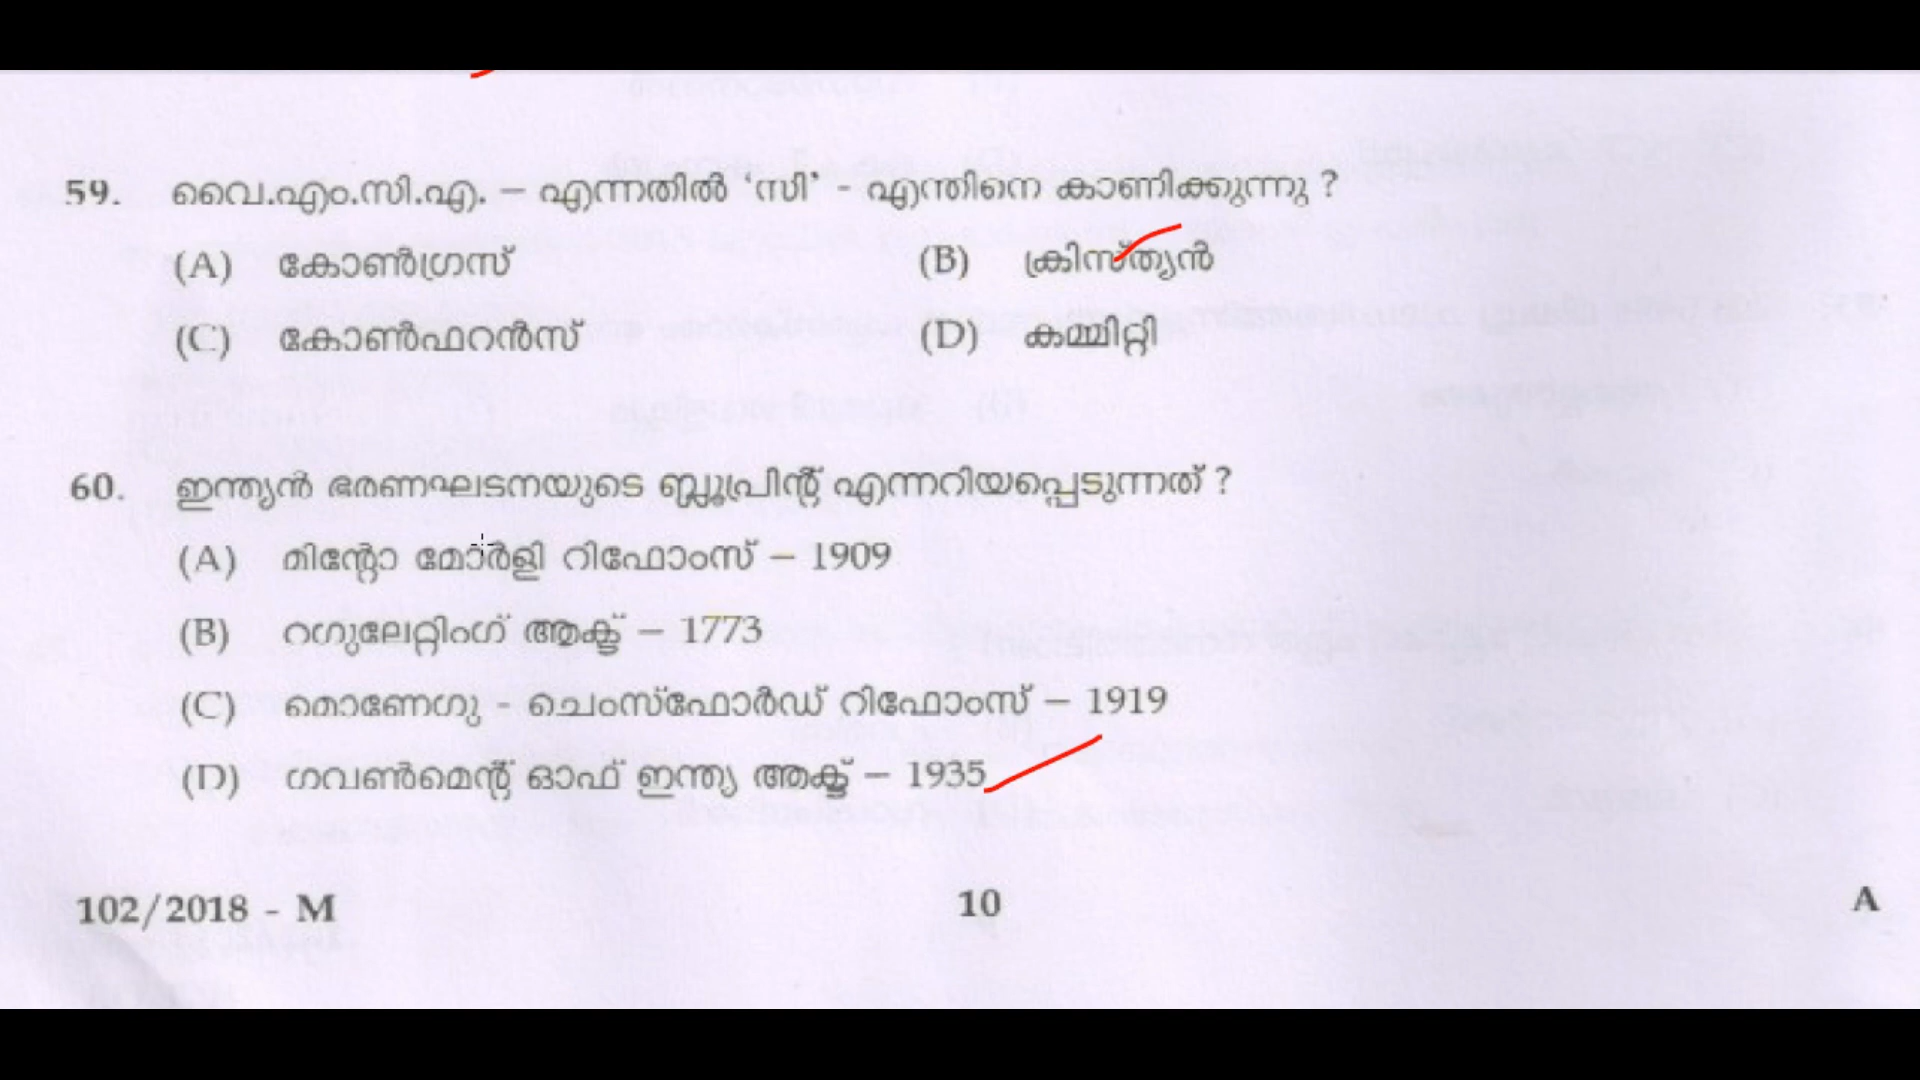 59. വൈ.എം.സി.എ. – എന്നതിൽ 'സി' - എന്തിനെ കാണിക്കുന്നു ?
(A) കോൺഗ്രസ് (B) ക്രിസ്ത്യൻ
(C) കോൺഫറൻസ് (D) കമ്മിറ്റി
60. ഇന്ത്യൻ ഭരണഘടനയുടെ ബ്ലൂപ്രിന്റ് എന്നറിയപ്പെടുന്നത് ?
(A) മിന്റോ മോർളി റിഫോംസ് – 1909
(B) റഗുലേറ്റിംഗ് ആക്ട് – 1773
(C) മൊണേഗു - ചെംസ്ഫോർഡ് റിഫോംസ് – 1919
(D) ഗവൺമെന്റ് ഓഫ് ഇന്ത്യ ആക്ട് – 1935
102/2018 - M 10 A